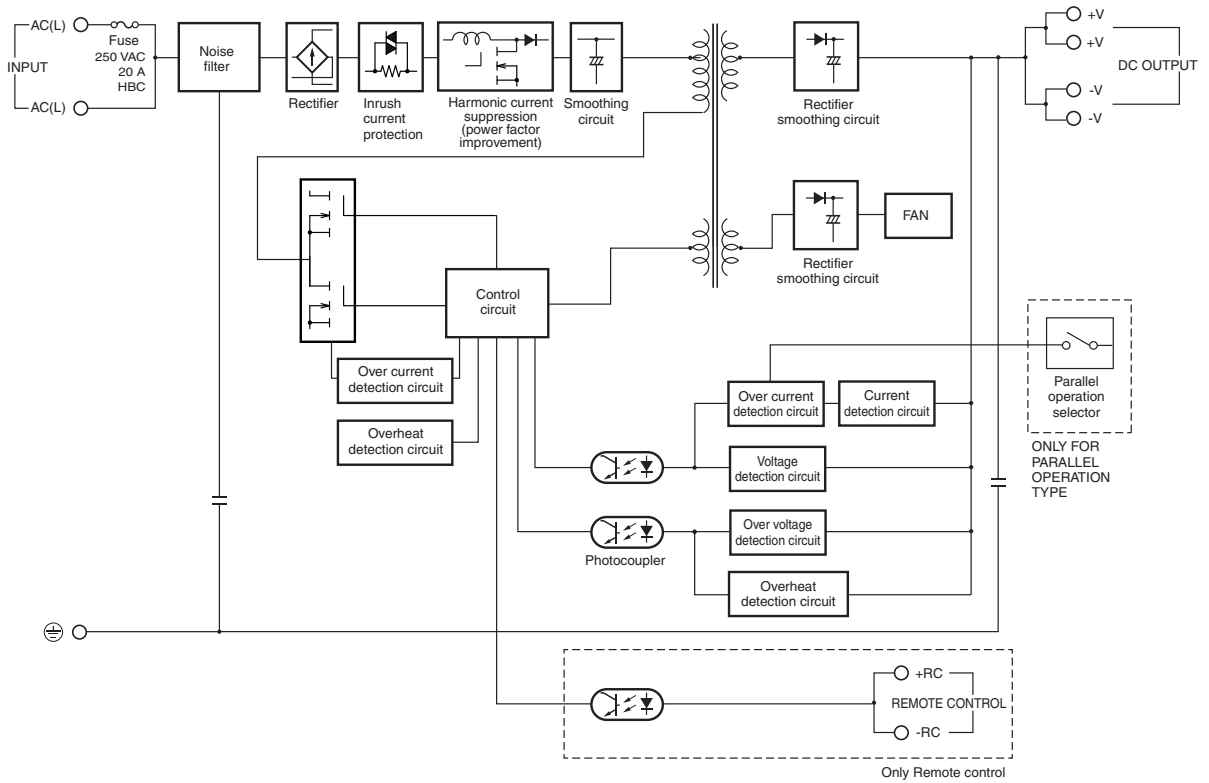 AC(L)
INPUT
AC(L)
Fuse
250 VAC
20 A
HBC
Noise
filter
Rectifier
Inrush
current
protection
Harmonic current
suppression
(power factor
improvement)
Smoothing
circuit
Rectifier
smoothing circuit
+V
+V
DC OUTPUT
-V
-V
Rectifier
smoothing circuit
FAN
Control
circuit
Over current
detection circuit
Overheat
detection circuit
Over current
detection circuit
Current
detection circuit
Parallel
operation
selector
ONLY FOR
PARALLEL
OPERATION
TYPE
Voltage
detection circuit
Over voltage
detection circuit
Photocoupler
Overheat
detection circuit
+RC
REMOTE CONTROL
-RC
Only Remote control